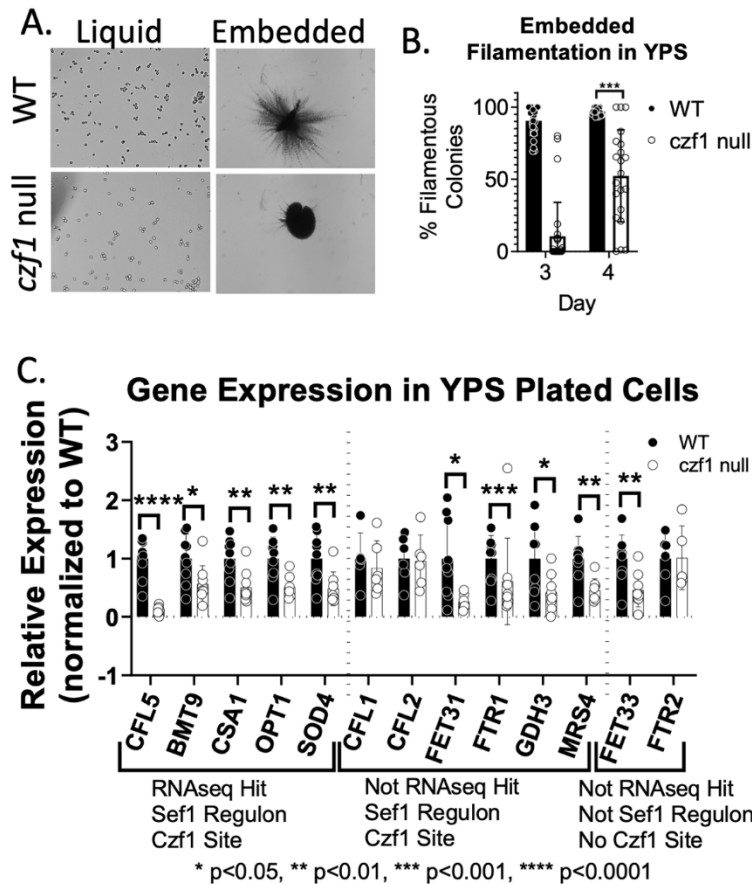 A.
Liquid Embedded
WT
czf1 null
B.
Embedded
Filamentation in YPS
% Filamentous
Colonies
100
50
0
***
WT
czf1 null
3 4
Day
C.
Gene Expression in YPS Plated Cells
Relative Expression
(normalized to WT)
3
2
1
0
-1
WT
czf1 null
**** * ** ** ** * *** * ** **
CFL5 BMT9 CSA1 OPT1 SOD4 CFL1 CFL2 FET31 FTR1 GDH3 MRS4 FET33 FTR2
RNAseq Hit
Sef1 Regulon
Czf1 Site
Not RNAseq Hit
Sef1 Regulon
Czf1 Site
Not RNAseq Hit
Not Sef1 Regulon
No Czf1 Site
* p<0.05, ** p<0.01, *** p<0.001, **** p<0.0001